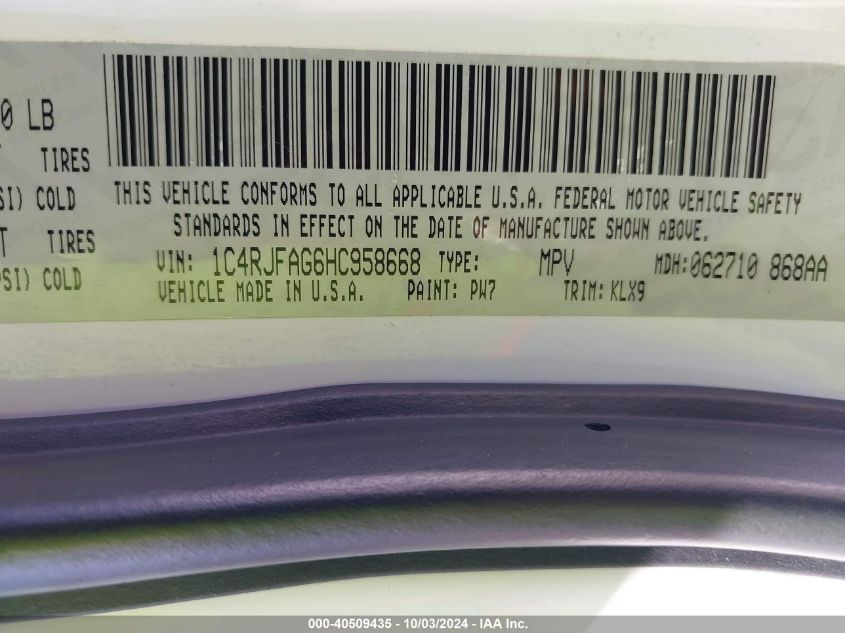 0 LB
TIRES
SI) COLD
T TIRES
PSI) COLD
THIS VEHICLE CONFORMS TO ALL APPLICABLE U.S.A. FEDERAL MOTOR VEHICLE SAFETY
STANDARDS IN EFFECT ON THE DATE OF MANUFACTURE SHOWN ABOVE.
VIN: 1C4RJFAG6HC958668 TYPE: MPV MDH:062710 868AA
VEHICLE MADE IN U.S.A. PAINT: PW7 TRIM: KLX9
000-40509435 - 10/03/2024 - IAA Inc.